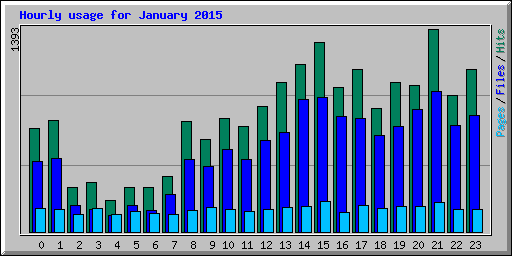 Hourly usage for January 2015
1393
Pages/Files/Hits
0 1 2 3 4 5 6 7 8 9 10 11 12 13 14 15 16 17 18 19 20 21 22 23